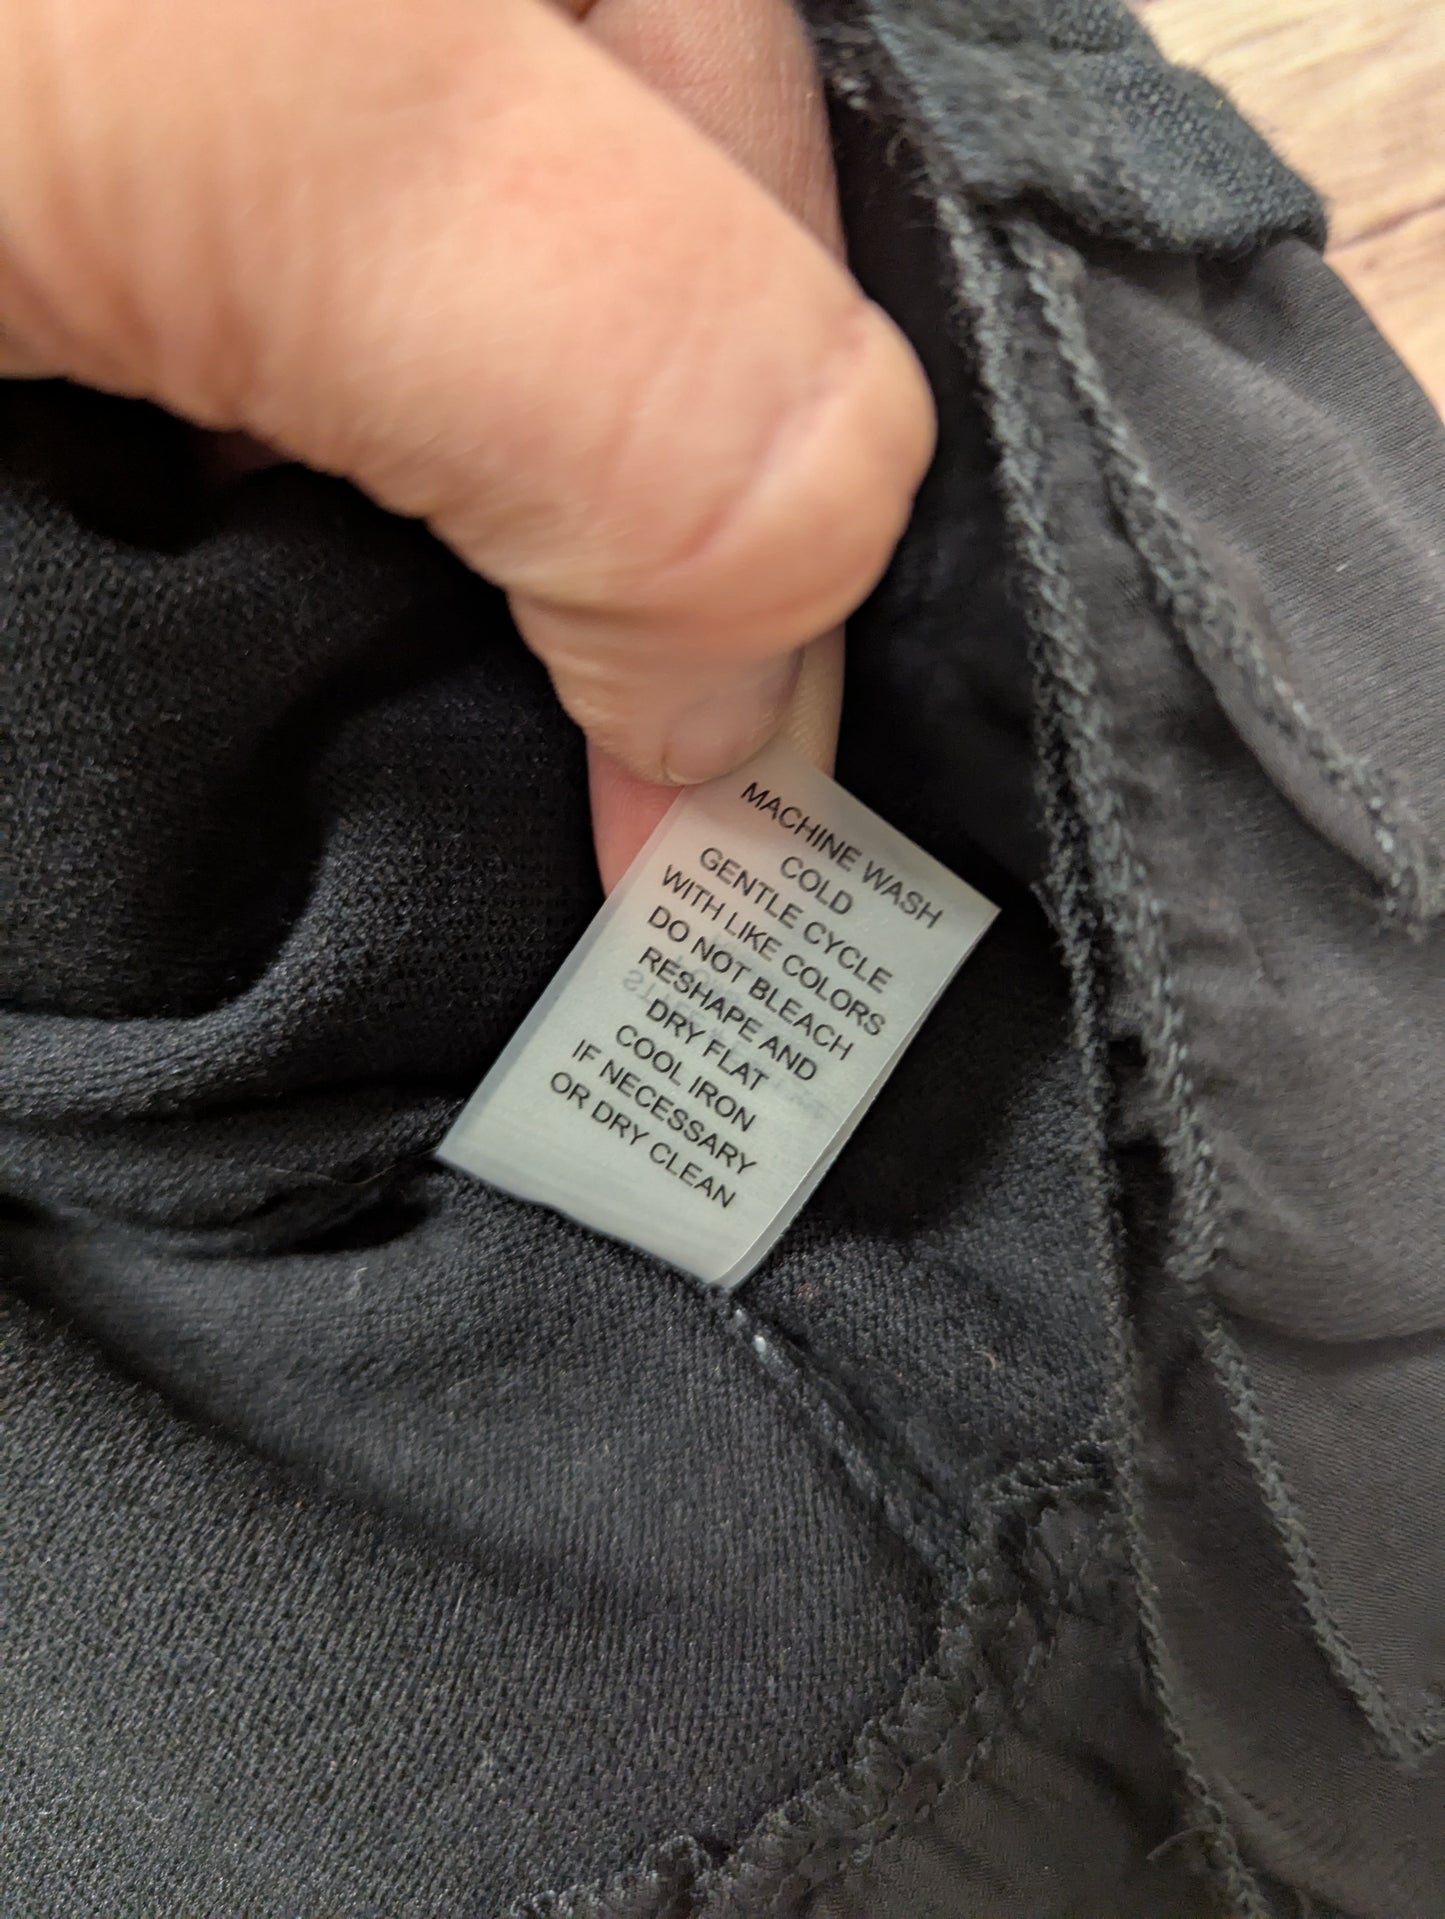 MACHINE WASH
COLD
GENTLE CYCLE
WITH LIKE COLORS
DO NOT BLEACH
RESHAPE AND
DRY FLAT
COOL IRON
IF NECESSARY
OR DRY CLEAN